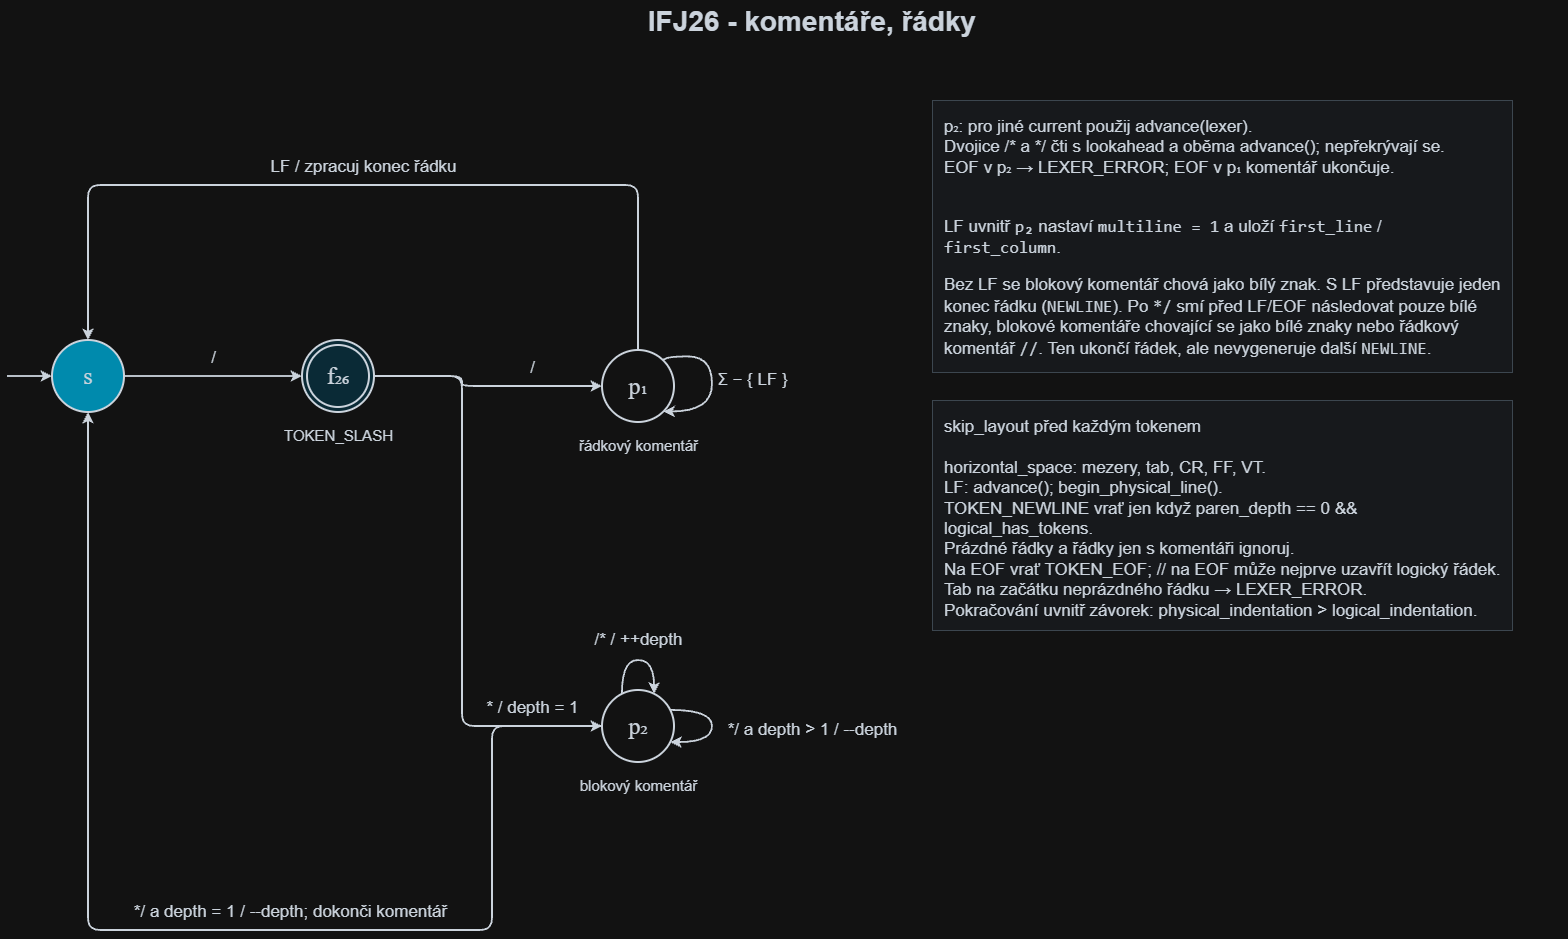 IFJ26 - komentáře, řádky
LF / zpracuj konec řádku
s
/
f₂₆
TOKEN_SLASH
/
p₁
Σ − { LF }
řádkový komentář
/* / ++depth
* / depth = 1
p₂
*/ a depth > 1 / --depth
blokový komentář
*/ a depth = 1 / --depth; dokonči komentář
p₂: pro jiné current použij advance(lexer).
Dvojice /* a */ čti s lookahead a oběma advance(); nepřekrývají se.
EOF v p₂ → LEXER_ERROR; EOF v p₁ komentář ukončuje.
LF uvnitř p₂ nastaví multiline = 1 a uloží first_line /
first_column.
Bez LF se blokový komentář chová jako bílý znak. S LF představuje jeden
konec řádku (NEWLINE). Po */ smí před LF/EOF následovat pouze bílé
znaky, blokové komentáře chovající se jako bílé znaky nebo řádkový
komentář //. Ten ukončí řádek, ale nevygeneruje další NEWLINE.
skip_layout před každým tokenem
horizontal_space: mezery, tab, CR, FF, VT.
LF: advance(); begin_physical_line().
TOKEN_NEWLINE vrať jen když paren_depth == 0 &&
logical_has_tokens.
Prázdné řádky a řádky jen s komentáři ignoruj.
Na EOF vrať TOKEN_EOF; // na EOF může nejprve uzavřít logický řádek.
Tab na začátku neprázdného řádku → LEXER_ERROR.
Pokračování uvnitř závorek: physical_indentation > logical_indentation.